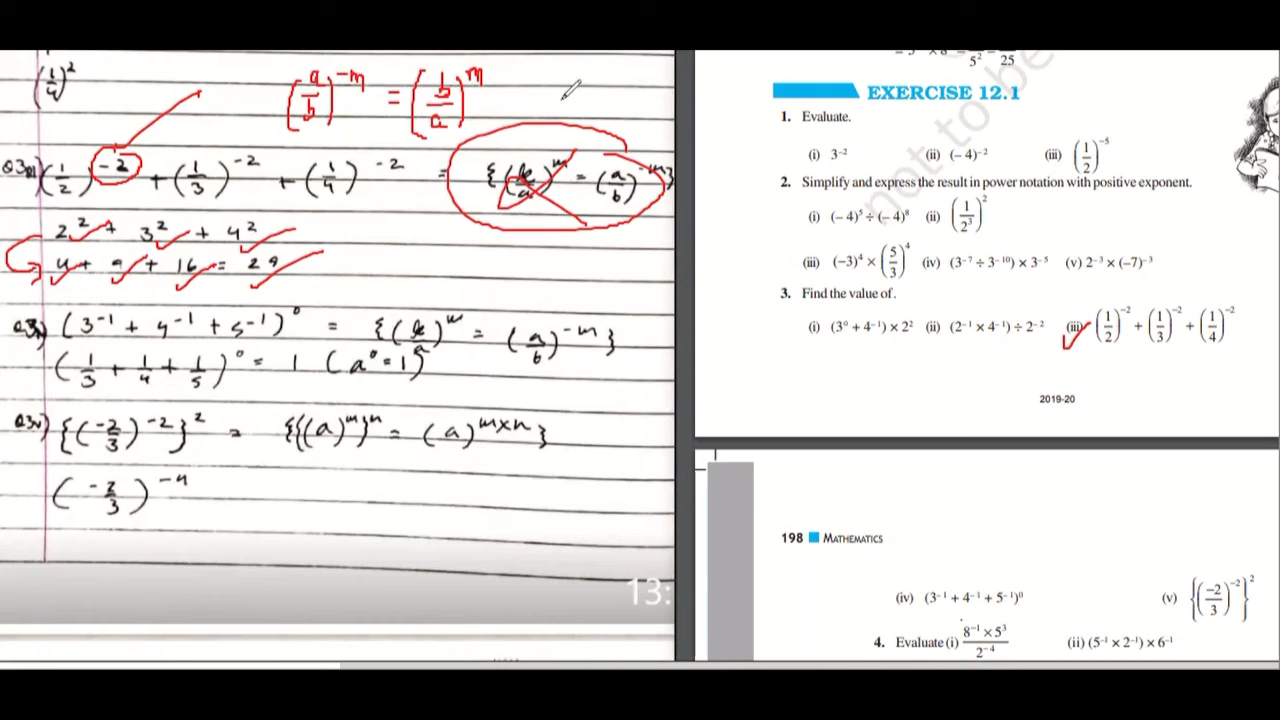 (1/4)²
(a/b)^-m = (b/a)^m
Q3iii) (1/2)^-2 + (1/3)^-2 + (1/4)^-2 = {(b/a)^m = (a/b)^-m}
2² + 3² + 4²
4 + 9 + 16 = 29
(3^-1 + 4^-1 + 5^-1)^0 = {(b/a)^m = (a/b)^-m}
(1/3 + 1/4 + 1/5)^0 = 1 (a^0 = 1)
Q3v) {(-2/3)^-2}^2 = {{(a)^m}^n = (a)^m×n}
(-2/3)^-4
13:
5² 25
not to be
EXERCISE 12.1
1. Evaluate.
(i) 3^–2 (ii) (– 4)^–2 (iii) (1/2)^–5
2. Simplify and express the result in power notation with positive exponent.
(i) (– 4)^5 ÷ (– 4)^8 (ii) (1/2³)²
(iii) (–3)^4 × (5/3)^4 (iv) (3^–7 ÷ 3^–10) × 3^–5 (v) 2^–3 × (–7)^–3
3. Find the value of.
(i) (3° + 4^–1) × 2² (ii) (2^–1 × 4^–1) ÷ 2^–2 (iii) (1/2)^–2 + (1/3)^–2 + (1/4)^–2
2019-20
198 MATHEMATICS
(iv) (3^–1 + 4^–1 + 5^–1)^0 (v) {(–2/3)^–2}^2
4. Evaluate (i) 8^–1 × 5³ / 2^–4 (ii) (5^–1 × 2^–1) × 6^–1